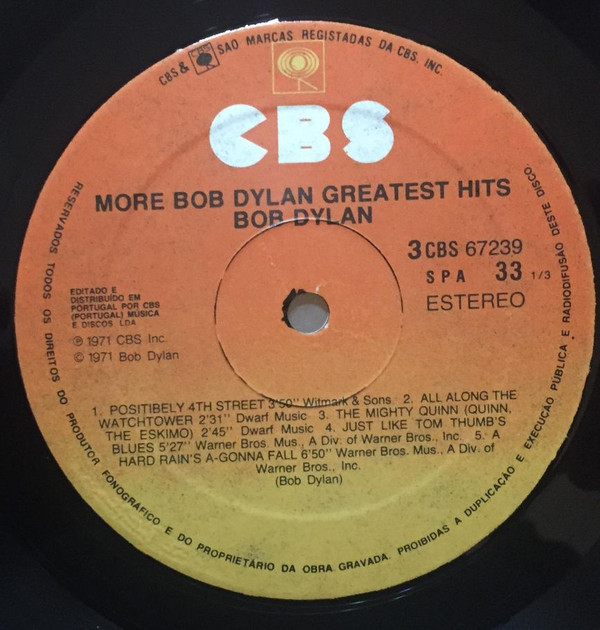 CBS & CBS SAO MARCAS REGISTADAS DA CBS, INC.
CBS
MORE BOB DYLAN GREATEST HITS
BOB DYLAN
3 CBS 67239
SPA 33 1/3
ESTEREO
EDITADO E
DISTRIBUÍDO EM
PORTUGAL POR CBS
(PORTUGAL) MÚSICA
E DISCOS, LDA
℗ 1971 CBS Inc.
© 1971 Bob Dylan
1. POSITIBELY 4TH STREET 3'50'' Witmark & Sons 2. ALL ALONG THE
WATCHTOWER 2'31'' Dwarf Music 3. THE MIGHTY QUINN (QUINN,
THE ESKIMO) 2'45'' Dwarf Music 4. JUST LIKE TOM THUMB'S
BLUES 5'27'' Warner Bros. Mus., A Div. of Warner Bros., Inc. 5. A
HARD RAIN'S A-GONNA FALL 6'50'' Warner Bros. Mus., A Div. of
Warner Bros., Inc.
(Bob Dylan)
RESERVADOS TODOS OS DIREITOS DO PRODUTOR FONOGRÁFICO E DO PROPRIETÁRIO DA OBRA GRAVADA. PROIBIDAS A DUPLICAÇÃO E EXECUÇÃO PÚBLICA E RADIODIFUSÃO DESTE DISCO.